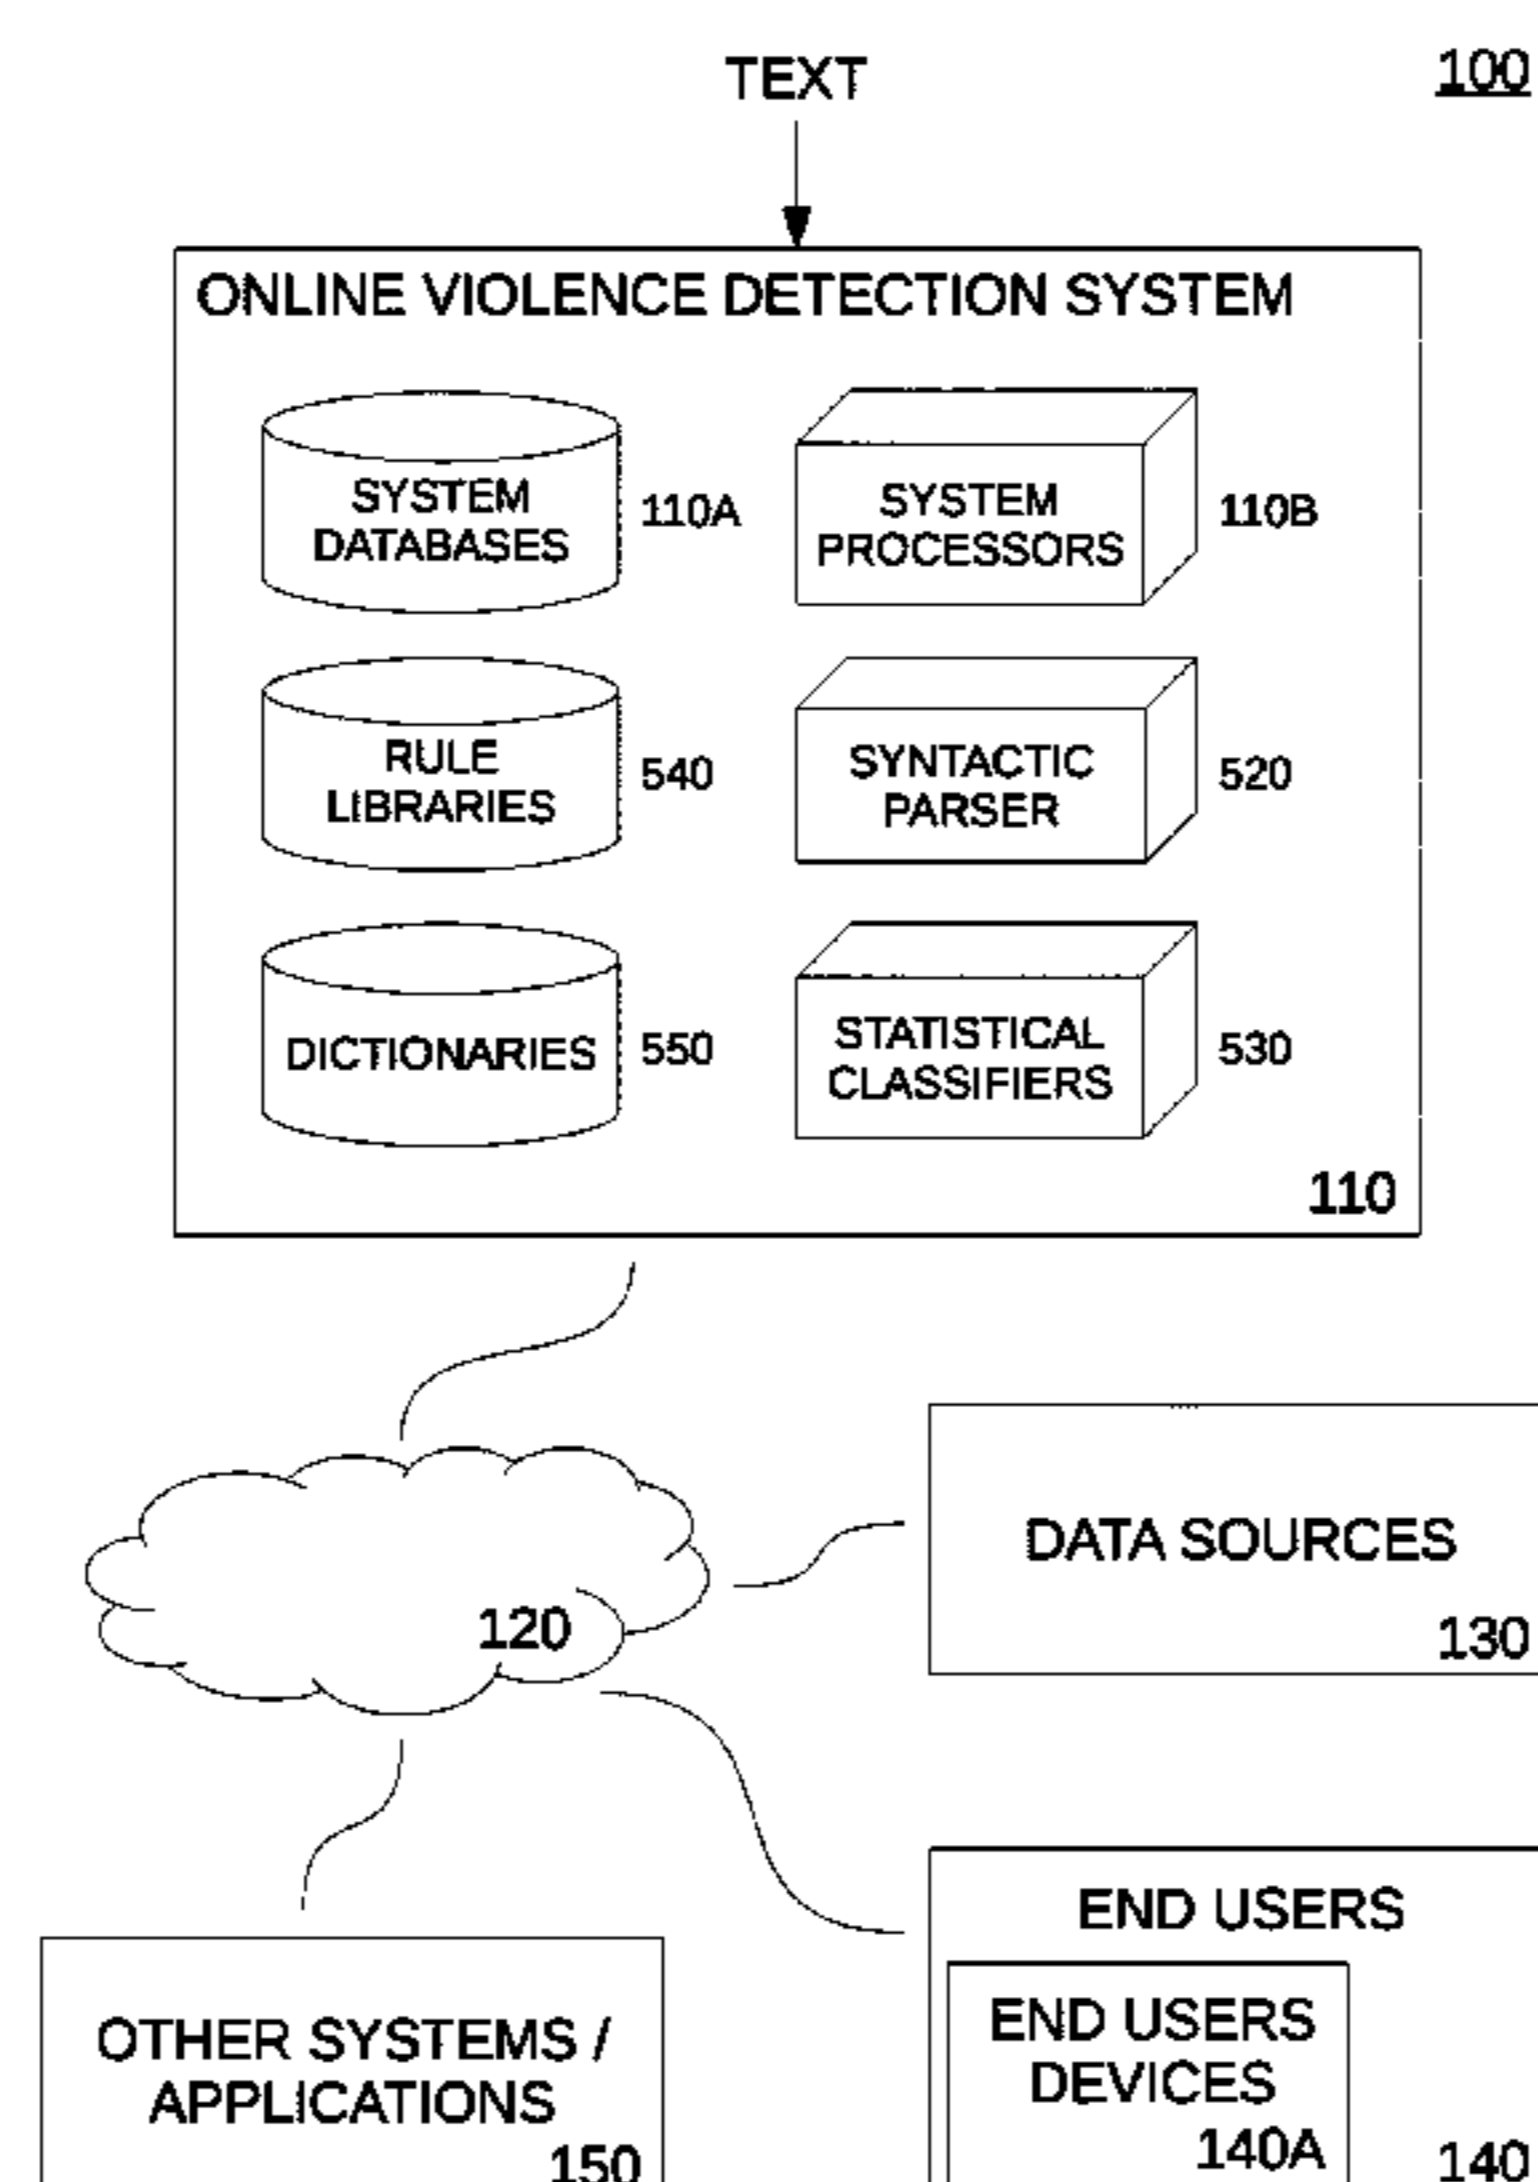 TEXT
100
ONLINE VIOLENCE DETECTION SYSTEM
SYSTEM
DATABASES
110A
SYSTEM
PROCESSORS
110B
RULE
LIBRARIES
540
SYNTACTIC
PARSER
520
DICTIONARIES
550
STATISTICAL
CLASSIFIERS
530
110
120
DATA SOURCES
130
END USERS
END USERS
DEVICES
140A
140
OTHER SYSTEMS /
APPLICATIONS
150